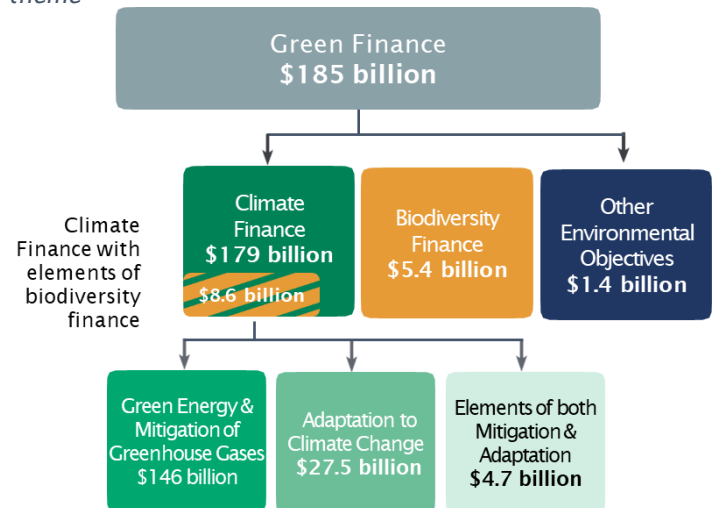 theme
Green Finance
$185 billion
Climate
Finance
$179 billion
$8.6 billion
Biodiversity
Finance
$5.4 billion
Other
Environmental
Objectives
$1.4 billion
Climate
Finance with
elements of
biodiversity
finance
Green Energy &
Mitigation of
Greenhouse Gases
$146 billion
Adaptation to
Climate Change
$27.5 billion
Elements of both
Mitigation &
Adaptation
$4.7 billion